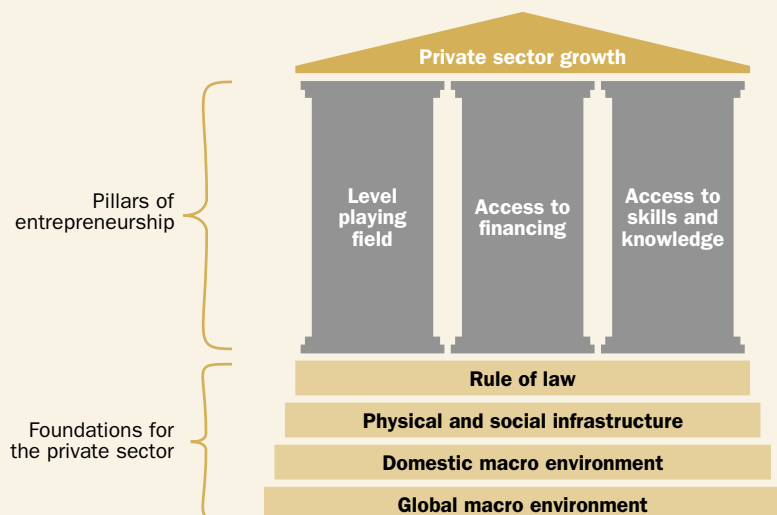 Private sector growth
Pillars of
entrepreneurship
Level
playing
field
Access to
financing
Access to
skills and
knowledge
Foundations for
the private sector
Rule of law
Physical and social infrastructure
Domestic macro environment
Global macro environment